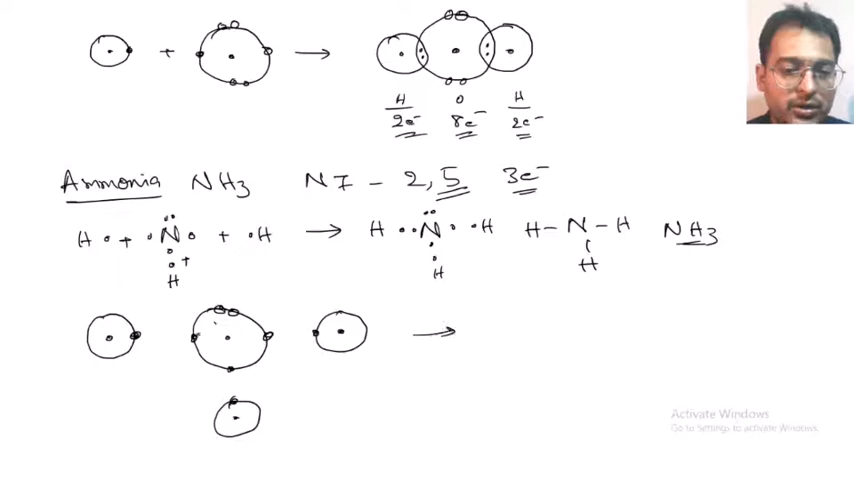 + →
H O H
2e⁻ 8e⁻ 2e⁻
Ammonia NH3 N 7 - 2,5 3e⁻
H· + ·N· + ·H → H ·· N ·· H H-N-H NH3
+
H H H
→
Activate Windows
Go to Settings to activate Windows.